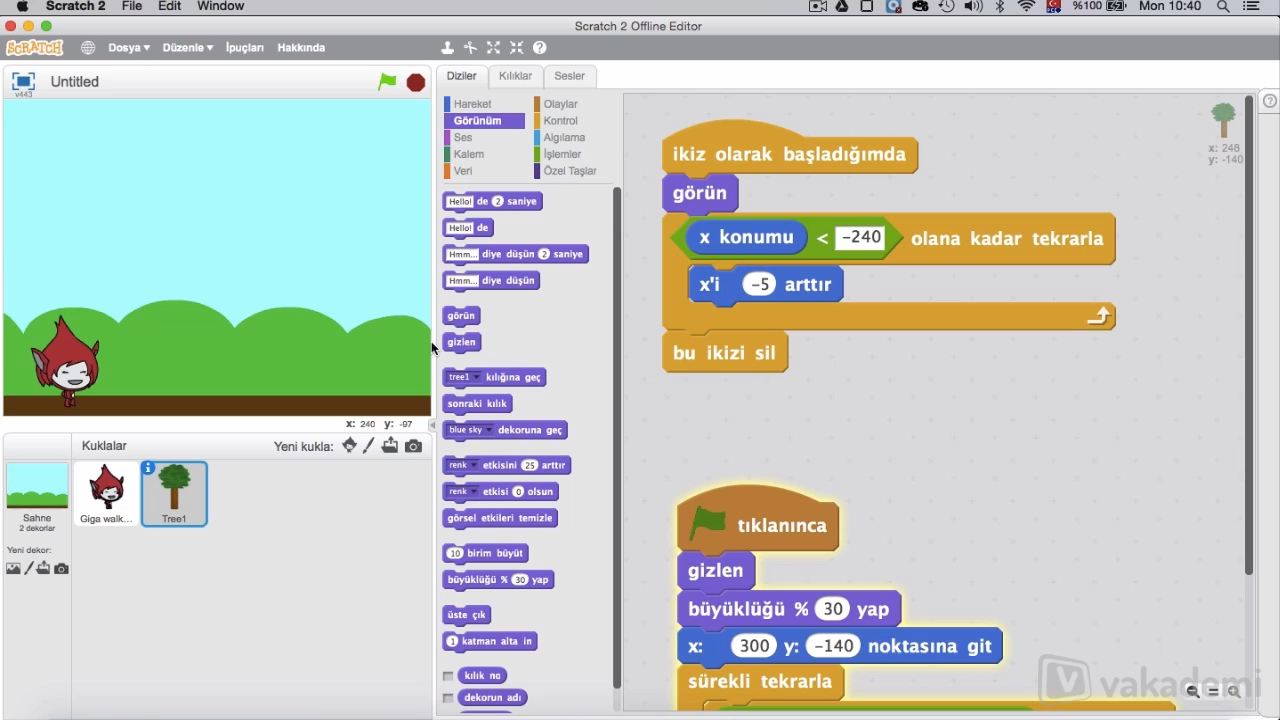 Scratch 2 File Edit Window %100 Mon 10:40
Scratch 2 Offline Editor
SCRATCH Dosya Düzenle İpuçları Hakkında
v443 Untitled
Diziler Kılıklar Sesler
Hareket Olaylar
Görünüm Kontrol
Ses Algılama
Kalem İşlemler
Veri Özel Taşlar
Hello! de 2 saniye
Hello! de
Hmm... diye düşün 2 saniye
Hmm... diye düşün
görün
gizlen
tree1 kılığına geç
sonraki kılık
blue sky dekoruna geç
renk etkisini 25 arttır
renk etkisi 0 olsun
görsel etkileri temizle
10 birim büyüt
büyüklüğü % 30 yap
üste çık
1 katman alta in
kılık no
dekorun adı
ikiz olarak başladığımda
görün
x konumu < -240 olana kadar tekrarla
x'i -5 arttır
bu ikizi sil
tıklanınca
gizlen
büyüklüğü % 30 yap
x: 300 y: -140 noktasına git
sürekli tekrarla
x: 248
y: -140
x: 240 y: -97
Kuklalar Yeni kukla:
Sahne
2 dekorlar
Yeni dekor:
Giga walk...
Tree1
vakademi